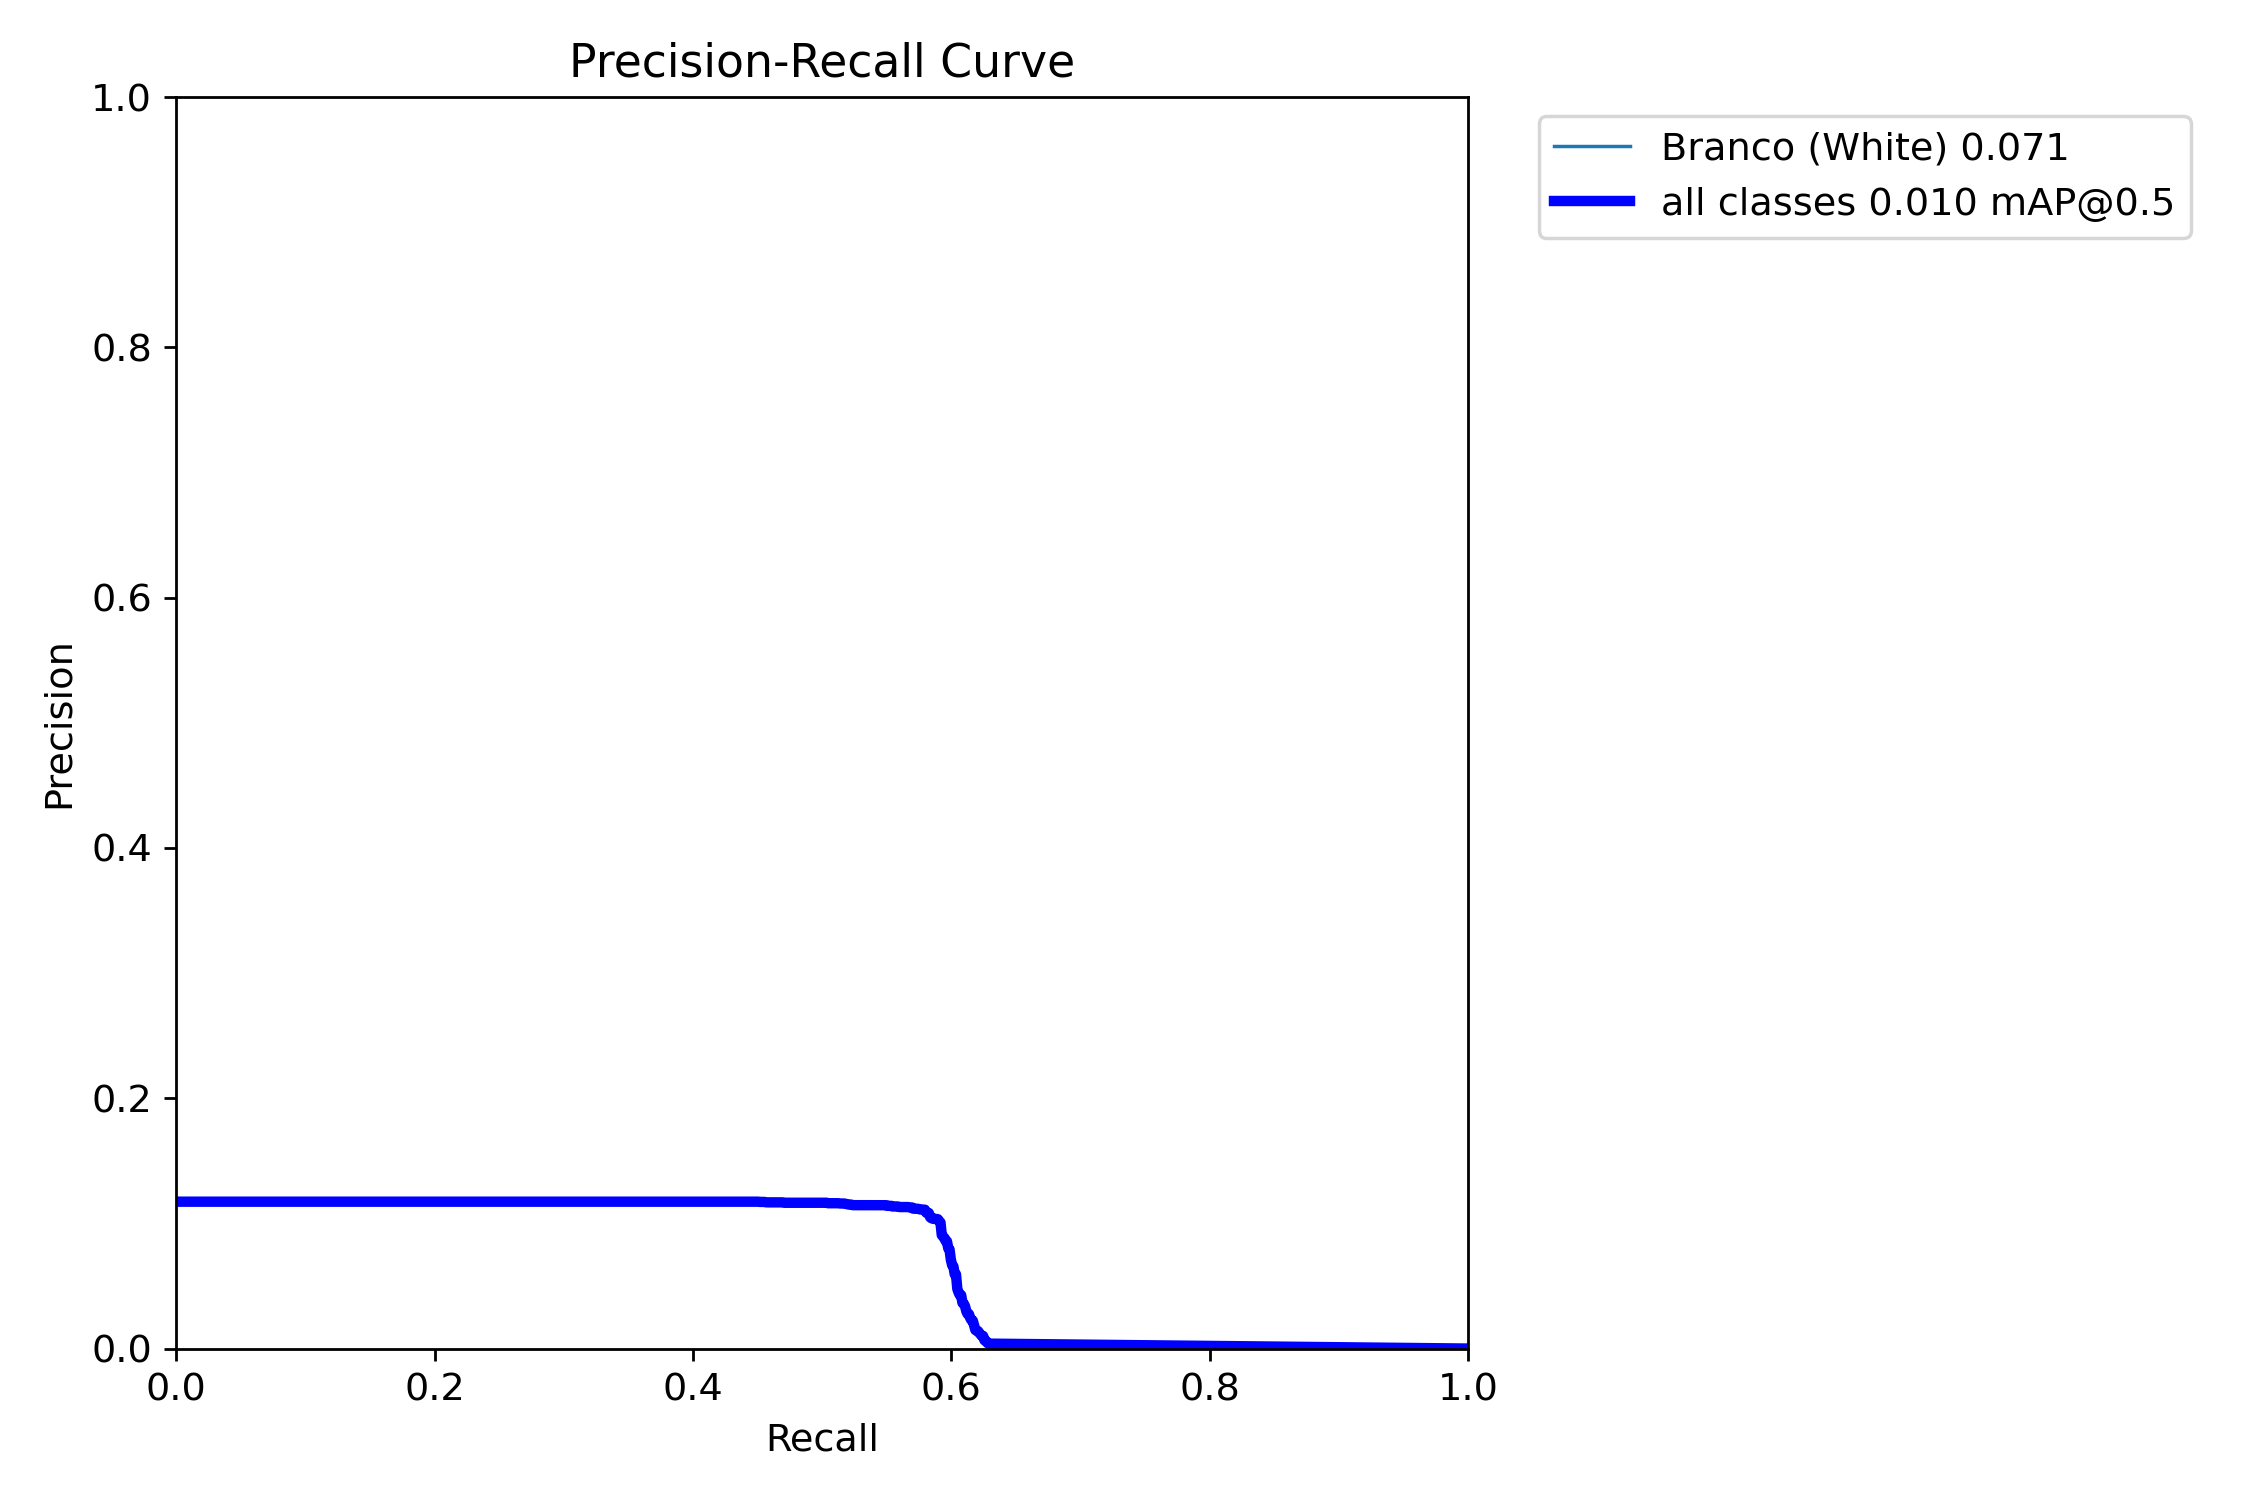 Precision-Recall Curve
1.0
0.8
0.6
0.4
0.2
0.0
Precision
0.0 0.2 0.4 0.6 0.8 1.0
Recall
Branco (White) 0.071
all classes 0.010 mAP@0.5